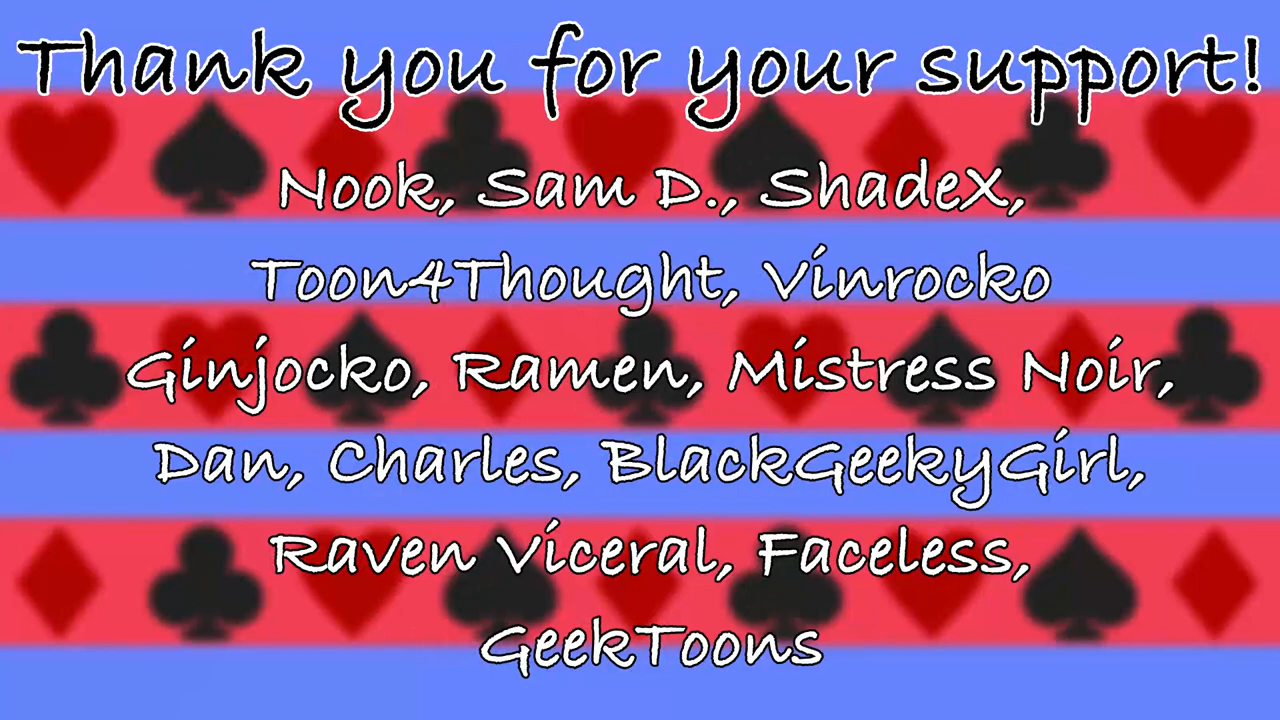 Thank you for your support!
Nook, Sam D., ShadeX,
Toon4Thought, Vinrocko
Ginjocko, Ramen, Mistress Noir,
Dan, Charles, BlackGeekyGirl,
Raven Viceral, Faceless,
GeekToons